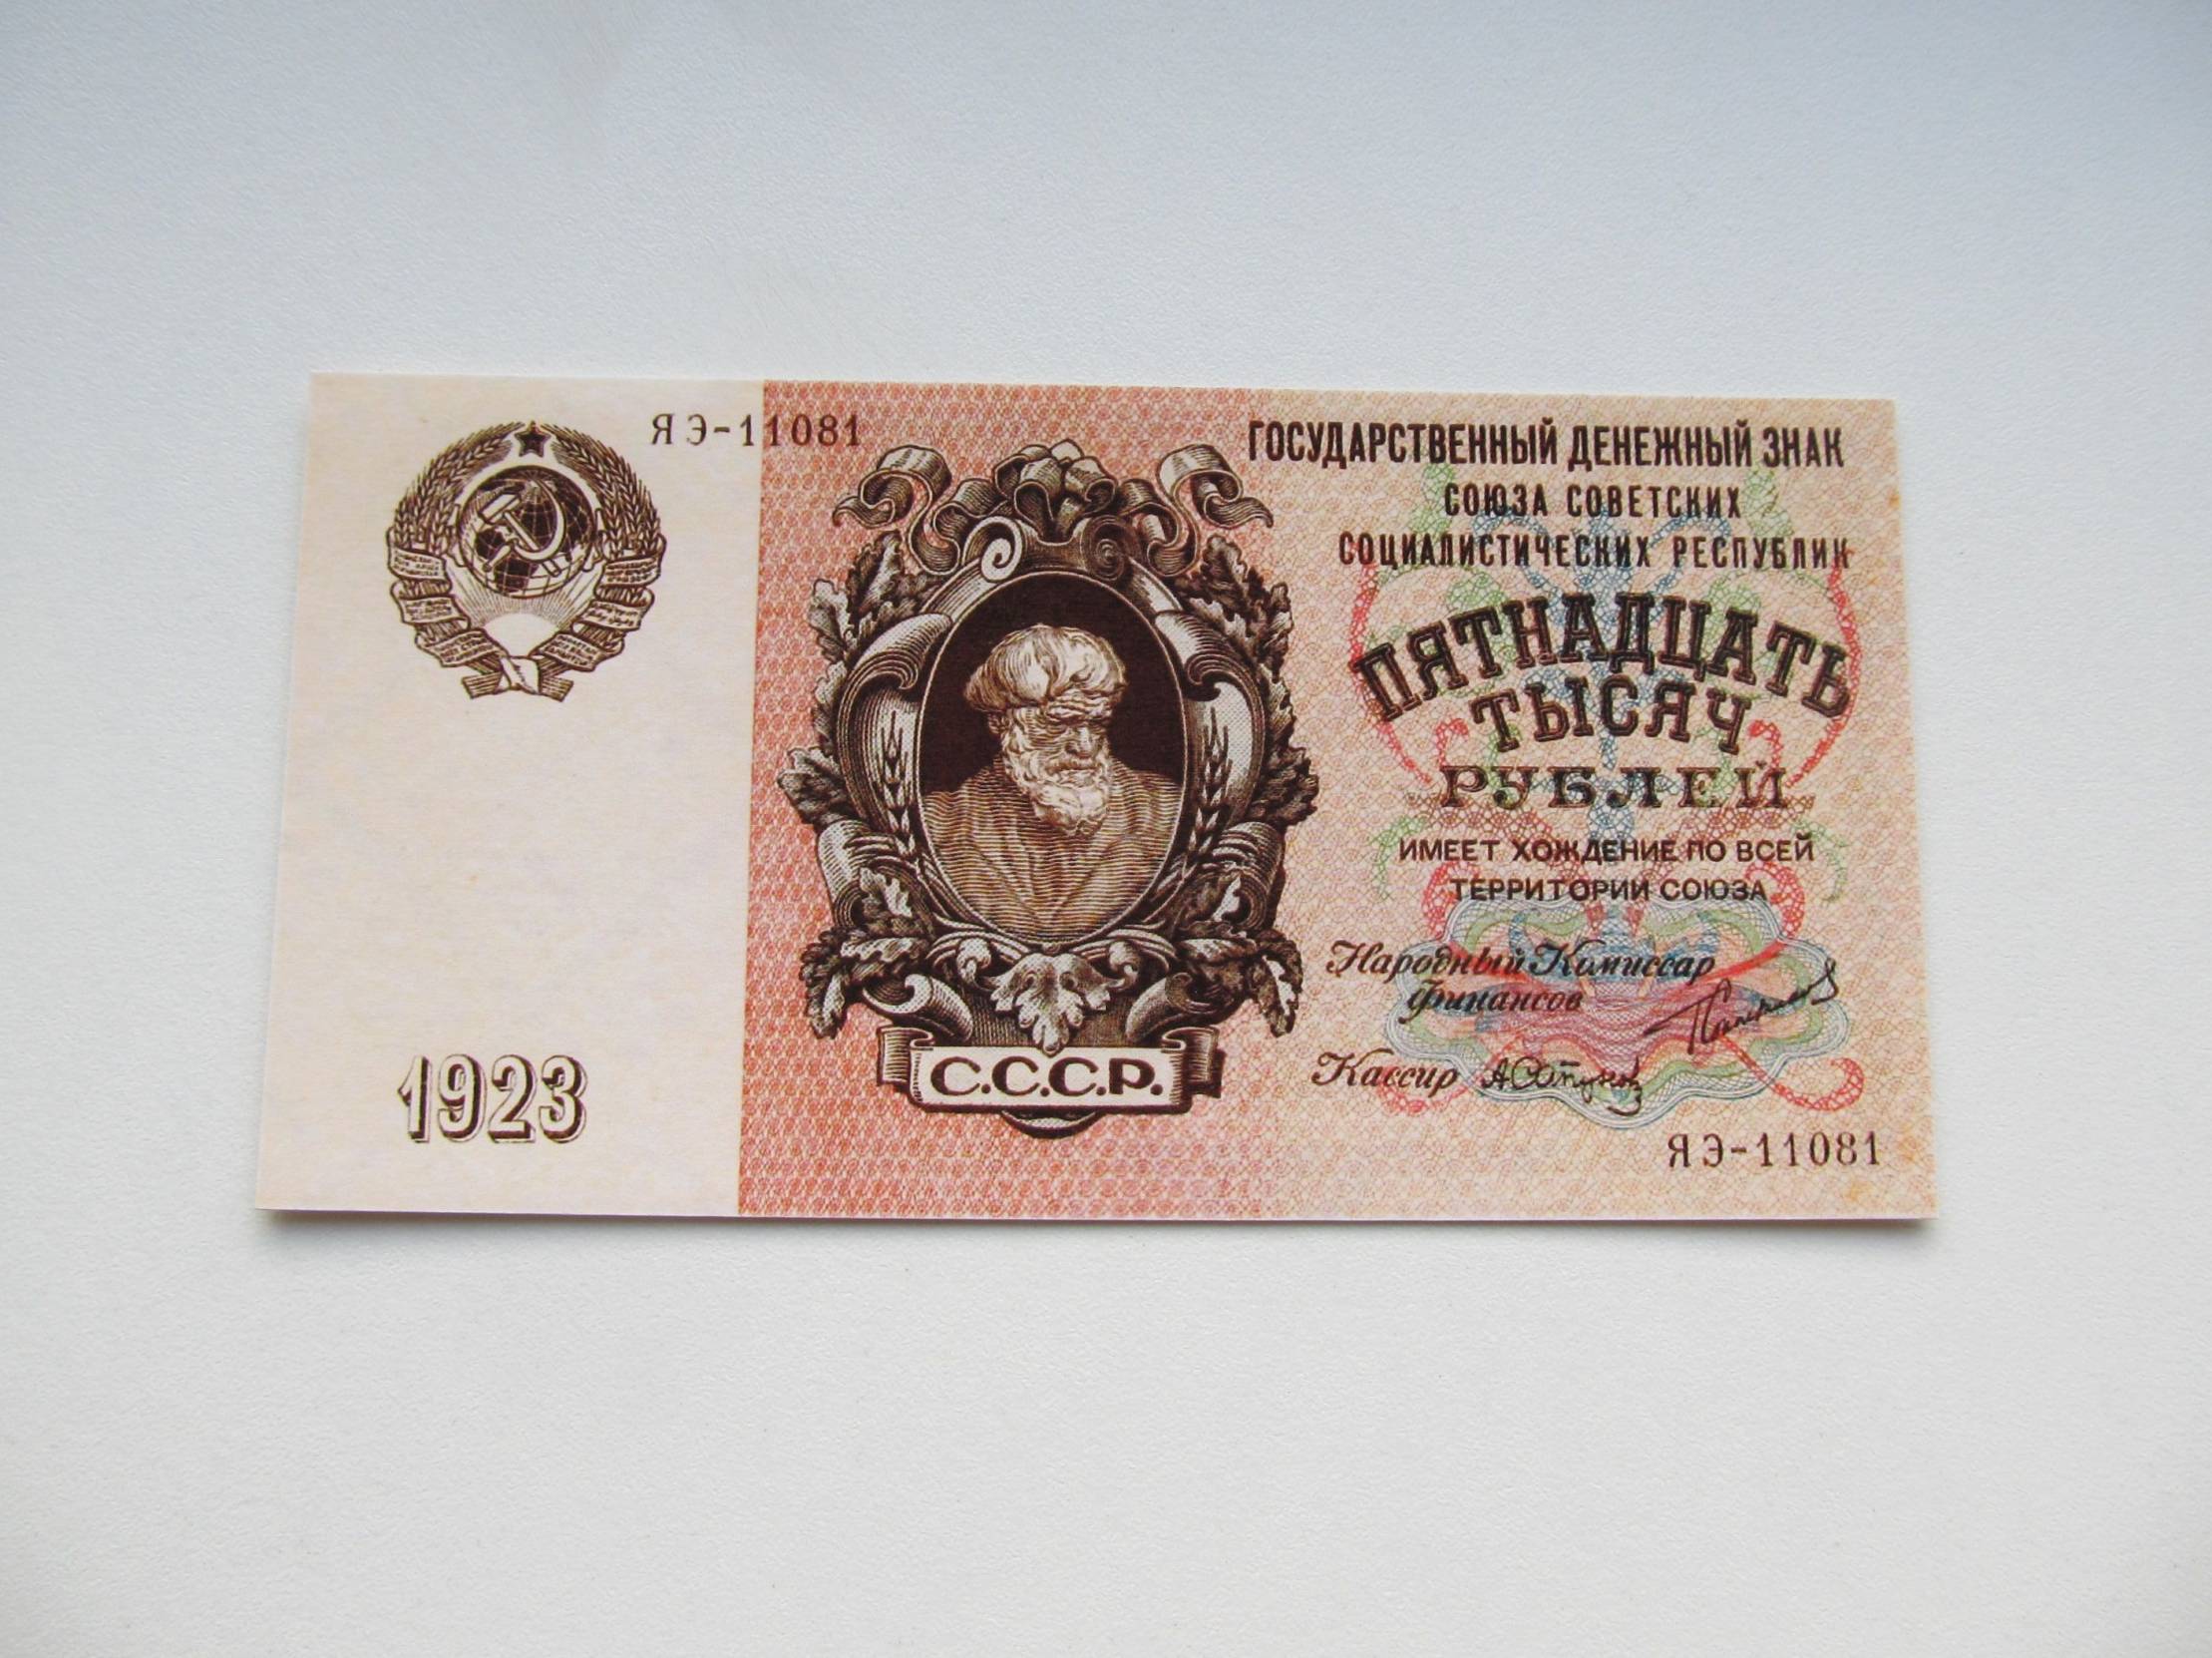 ЯЭ-11081
ГОСУДАРСТВЕННЫЙ ДЕНЕЖНЫЙ ЗНАК
СОЮЗА СОВЕТСКИХ
СОЦИАЛИСТИЧЕСКИХ РЕСПУБЛИК
ПЯТНАДЦАТЬ
ТЫСЯЧ
РУБЛЕЙ
ИМЕЕТ ХОЖДЕНИЕ ПО ВСЕЙ
ТЕРРИТОРИИ СОЮЗА
Народный Комиссар
финансов
Кассир
С.С.С.Р.
1923
ЯЭ-11081